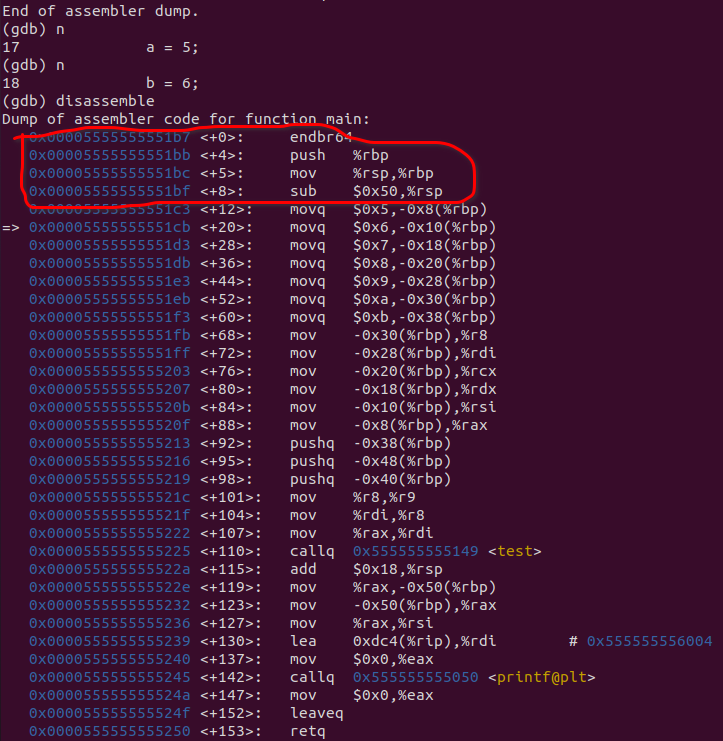 End of assembler dump.
(gdb) n
17 a = 5;
(gdb) n
18 b = 6;
(gdb) disassemble
Dump of assembler code for function main:
0x00005555555551b7 <+0>: endbr64
0x00005555555551bb <+4>: push %rbp
0x00005555555551bc <+5>: mov %rsp,%rbp
0x00005555555551bf <+8>: sub $0x50,%rsp
0x00005555555551c3 <+12>: movq $0x5,-0x8(%rbp)
=> 0x00005555555551cb <+20>: movq $0x6,-0x10(%rbp)
0x00005555555551d3 <+28>: movq $0x7,-0x18(%rbp)
0x00005555555551db <+36>: movq $0x8,-0x20(%rbp)
0x00005555555551e3 <+44>: movq $0x9,-0x28(%rbp)
0x00005555555551eb <+52>: movq $0xa,-0x30(%rbp)
0x00005555555551f3 <+60>: movq $0xb,-0x38(%rbp)
0x00005555555551fb <+68>: mov -0x30(%rbp),%r8
0x00005555555551ff <+72>: mov -0x28(%rbp),%rdi
0x0000555555555203 <+76>: mov -0x20(%rbp),%rcx
0x0000555555555207 <+80>: mov -0x18(%rbp),%rdx
0x000055555555520b <+84>: mov -0x10(%rbp),%rsi
0x000055555555520f <+88>: mov -0x8(%rbp),%rax
0x0000555555555213 <+92>: pushq -0x38(%rbp)
0x0000555555555216 <+95>: pushq -0x48(%rbp)
0x0000555555555219 <+98>: pushq -0x40(%rbp)
0x000055555555521c <+101>: mov %r8,%r9
0x000055555555521f <+104>: mov %rdi,%r8
0x0000555555555222 <+107>: mov %rax,%rdi
0x0000555555555225 <+110>: callq 0x555555555149 <test>
0x000055555555522a <+115>: add $0x18,%rsp
0x000055555555522e <+119>: mov %rax,-0x50(%rbp)
0x0000555555555232 <+123>: mov -0x50(%rbp),%rax
0x0000555555555236 <+127>: mov %rax,%rsi
0x0000555555555239 <+130>: lea 0xdc4(%rip),%rdi # 0x555555556004
0x0000555555555240 <+137>: mov $0x0,%eax
0x0000555555555245 <+142>: callq 0x555555555050 <printf@plt>
0x000055555555524a <+147>: mov $0x0,%eax
0x000055555555524f <+152>: leaveq
0x0000555555555250 <+153>: retq